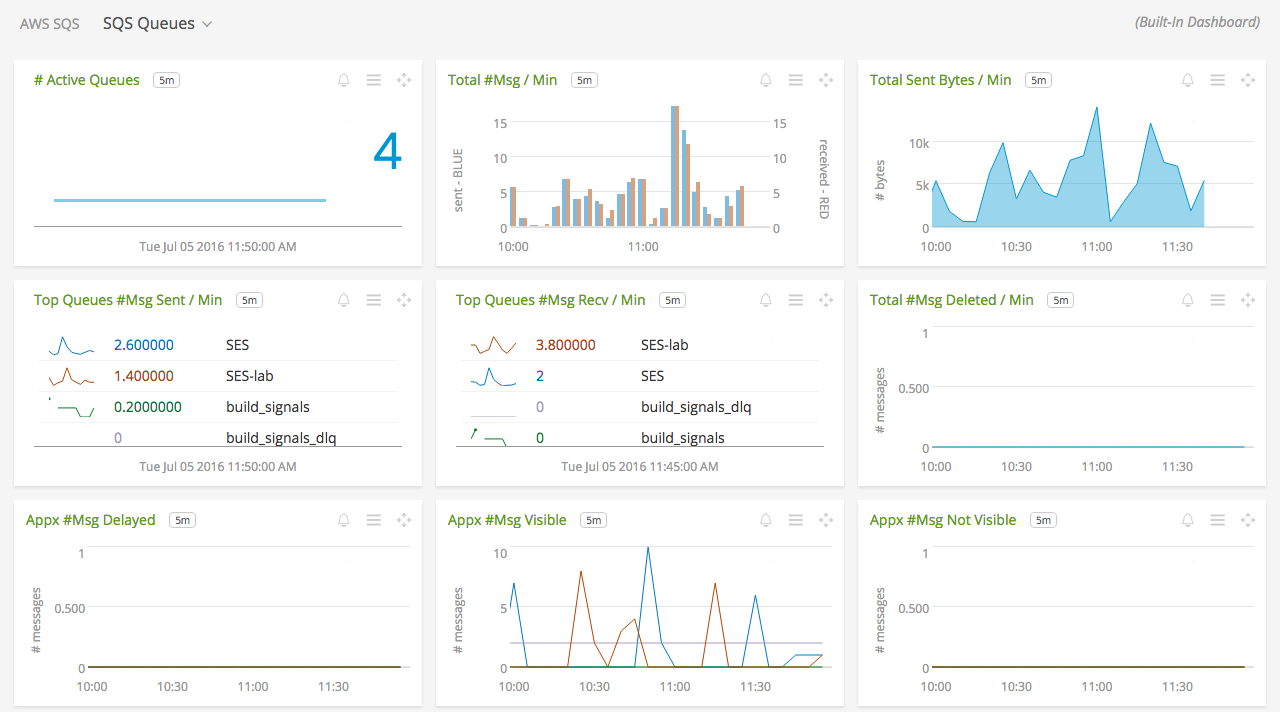 AWS SQS SQS Queues (Built-In Dashboard)
# Active Queues 5m
4
Tue Jul 05 2016 11:50:00 AM
Total #Msg / Min 5m
sent - BLUE
15
10
5
0
15
10
5
0
received - RED
10:00 11:00
Total Sent Bytes / Min 5m
# bytes
10k
5k
0
10:00 10:30 11:00 11:30
Top Queues #Msg Sent / Min 5m
2.600000 SES
1.400000 SES-lab
0.2000000 build_signals
0 build_signals_dlq
Tue Jul 05 2016 11:50:00 AM
Top Queues #Msg Recv / Min 5m
3.800000 SES-lab
2 SES
0 build_signals_dlq
0 build_signals
Tue Jul 05 2016 11:45:00 AM
Total #Msg Deleted / Min 5m
# messages
1
0.500
0
10:00 10:30 11:00 11:30
Appx #Msg Delayed 5m
# messages
1
0.500
0
10:00 10:30 11:00 11:30
Appx #Msg Visible 5m
# messages
10
5
0
10:00 10:30 11:00 11:30
Appx #Msg Not Visible 5m
# messages
1
0.500
0
10:00 10:30 11:00 11:30